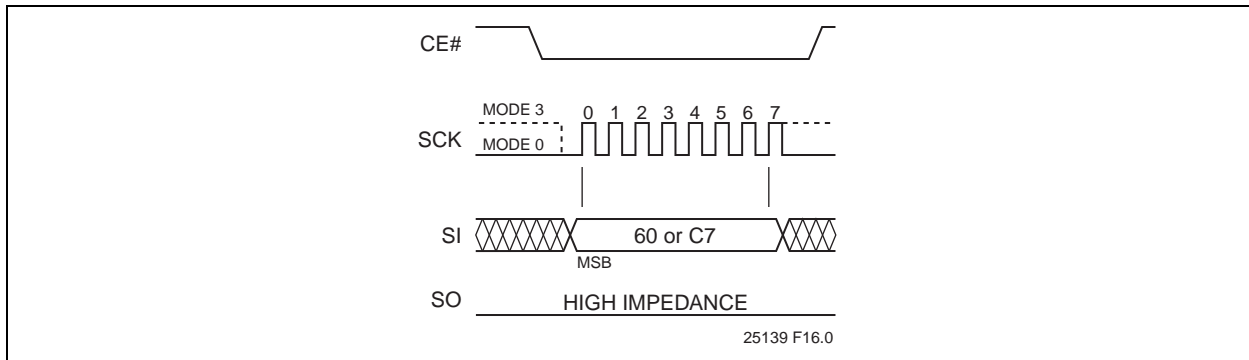 CE#
MODE 3
0 1 2 3 4 5 6 7
SCK
MODE 0
SI
60 or C7
MSB
SO
HIGH IMPEDANCE
25139 F16.0